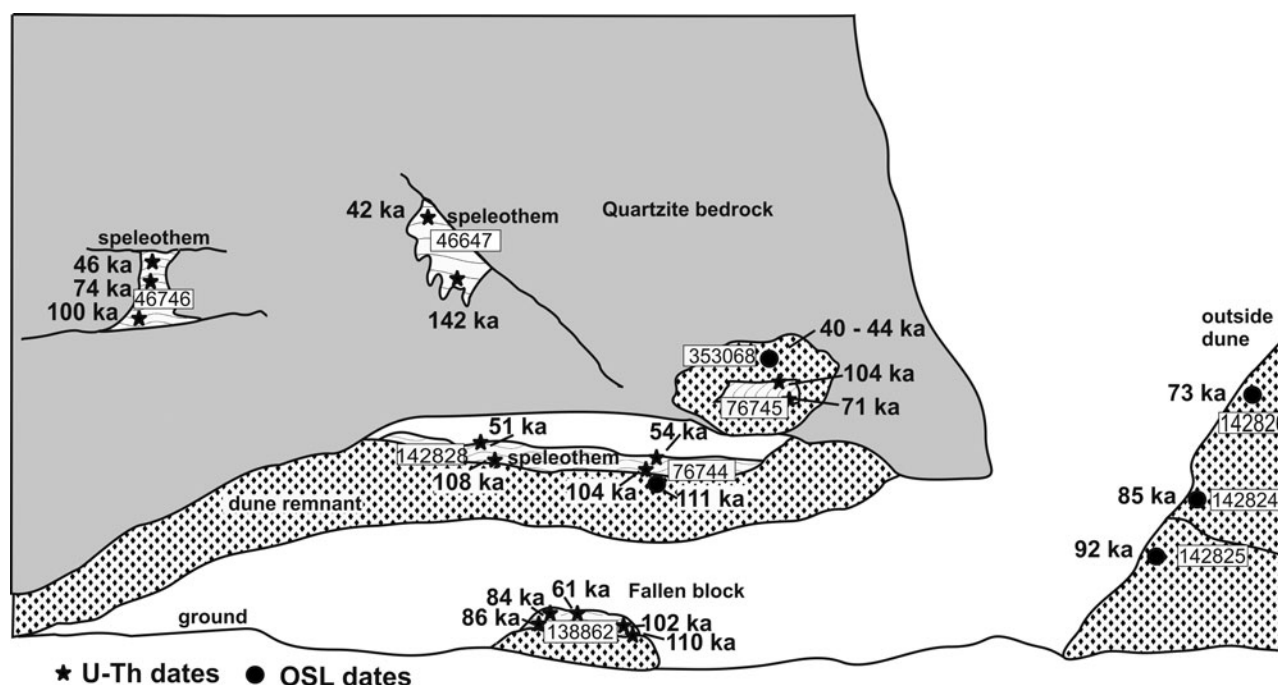 42 ka
speleothem
Quartzite bedrock
46647
speleothem
46 ka
74 ka
46746
100 ka
142 ka
outside
dune
40 - 44 ka
353068
104 ka
76745
71 ka
73 ka
142826
51 ka
54 ka
142828
speleothem
76744
108 ka
104 ka
111 ka
dune remnant
85 ka
142824
92 ka
142825
61 ka
Fallen block
84 ka
86 ka
138862
102 ka
110 ka
ground
U-Th dates
OSL dates